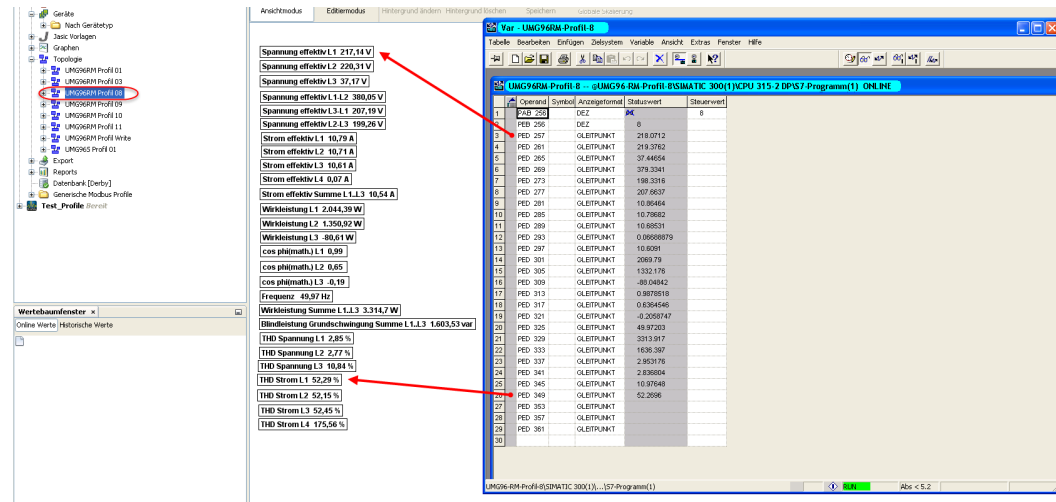 Geräte
Nach Gerätetyp
Jasic Vorlagen
Graphen
Topologie
UMG96RM Profil 01
UMG96RM Profil 03
UMG96RM Profil 08
UMG96RM Profil 09
UMG96RM Profil 10
UMG96RM Profil 11
UMG96RM Profil Write
UMG96S Profil 01
Export
Reports
Datenbank [Derby]
Generische Modbus Profile
Test_Profile Bereit
Wertebaumfenster ×
Online Werte Historische Werte
Ansichtmodus Editiermodus Hintergrund ändern Hintergrund löschen Speichern Globale Skalierung
Spannung effektiv L1 217,14 V
Spannung effektiv L2 220,31 V
Spannung effektiv L3 37,17 V
Spannung effektiv L1-L2 380,05 V
Spannung effektiv L3-L1 207,19 V
Spannung effektiv L2-L3 199,26 V
Strom effektiv L1 10,79 A
Strom effektiv L2 10,71 A
Strom effektiv L3 10,61 A
Strom effektiv L4 0,07 A
Strom effektiv Summe L1..L3 10,54 A
Wirkleistung L1 2.044,39 W
Wirkleistung L2 1.350,92 W
Wirkleistung L3 -80,61 W
cos phi(math.) L1 0,99
cos phi(math.) L2 0,65
cos phi(math.) L3 -0,19
Frequenz 49,97 Hz
Wirkleistung Summe L1..L3 3.314,7 W
Blindleistung Grundschwingung Summe L1..L3 1.603,53 var
THD Spannung L1 2,85 %
THD Spannung L2 2,77 %
THD Spannung L3 10,84 %
THD Strom L1 52,29 %
THD Strom L2 52,15 %
THD Strom L3 52,45 %
THD Strom L4 175,56 %
Var - UMG96RM-Profil-8
Tabelle Bearbeiten Einfügen Zielsystem Variable Ansicht Extras Fenster Hilfe
UMG96RM-Profil-8 -- @UMG96-RM-Profil-8\SIMATIC 300(1)\CPU 315-2 DP\S7-Programm(1) ONLINE
Operand Symbol Anzeigeformat Statuswert Steuerwert
1 PAB 256 DEZ 8
2 PEB 256 DEZ 8
3 PED 257 GLEITPUNKT 218.0712
4 PED 261 GLEITPUNKT 219.3762
5 PED 265 GLEITPUNKT 37.44654
6 PED 269 GLEITPUNKT 379.3341
7 PED 273 GLEITPUNKT 198.3316
8 PED 277 GLEITPUNKT 207.6637
9 PED 281 GLEITPUNKT 10.86464
10 PED 285 GLEITPUNKT 10.78682
11 PED 289 GLEITPUNKT 10.68531
12 PED 293 GLEITPUNKT 0.06688879
13 PED 297 GLEITPUNKT 10.6091
14 PED 301 GLEITPUNKT 2069.79
15 PED 305 GLEITPUNKT 1332.176
16 PED 309 GLEITPUNKT -88.04842
17 PED 313 GLEITPUNKT 0.9878518
18 PED 317 GLEITPUNKT 0.6364546
19 PED 321 GLEITPUNKT -0.2058747
20 PED 325 GLEITPUNKT 49.97203
21 PED 329 GLEITPUNKT 3313.917
22 PED 333 GLEITPUNKT 1636.397
23 PED 337 GLEITPUNKT 2.953176
24 PED 341 GLEITPUNKT 2.836804
25 PED 345 GLEITPUNKT 10.97648
26 PED 349 GLEITPUNKT 52.2696
27 PED 353 GLEITPUNKT
28 PED 357 GLEITPUNKT
29 PED 361 GLEITPUNKT
30
UMG96-RM-Profil-8\SIMATIC 300(1)\...\S7-Programm(1) RUN Abs < 5.2